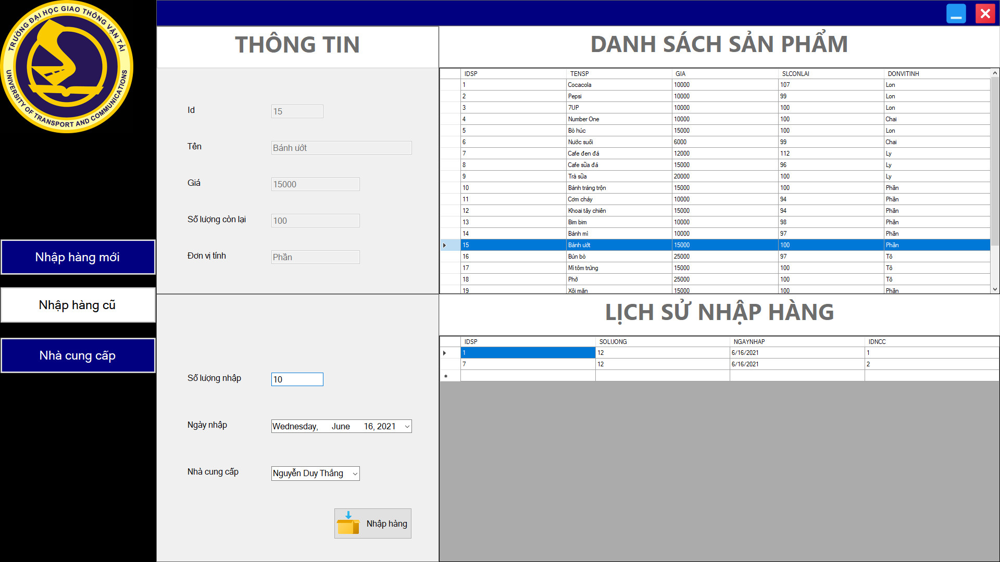 TRƯỜNG ĐẠI HỌC GIAO THÔNG VẬN TẢI
UNIVERSITY OF TRANSPORT AND COMMUNICATIONS
Nhập hàng mới
Nhập hàng cũ
Nhà cung cấp
THÔNG TIN
Id 15
Tên Bánh ướt
Giá 15000
Số lượng còn lại 100
Đơn vị tính Phần
Số lượng nhập 10
Ngày nhập Wednesday, June 16, 2021
Nhà cung cấp Nguyễn Duy Thắng
Nhập hàng
DANH SÁCH SẢN PHẨM
IDSP TENSP GIA SLCONLAI DONVITINH
1 Cocacola 10000 107 Lon
2 Pepsi 10000 99 Lon
3 7UP 10000 100 Lon
4 Number One 10000 100 Chai
5 Bò húc 15000 100 Lon
6 Nước suối 6000 99 Chai
7 Cafe đen đá 12000 112 Ly
8 Cafe sữa đá 15000 96 Ly
9 Trà sữa 20000 100 Ly
10 Bánh tráng trộn 15000 100 Phần
11 Cơm cháy 10000 94 Phần
12 Khoai tây chiên 15000 94 Phần
13 Bim bim 10000 98 Phần
14 Bánh mì 10000 97 Phần
15 Bánh ướt 15000 100 Phần
16 Bún bò 25000 97 Tô
17 Mì tôm trứng 15000 100 Tô
18 Phở 25000 100 Tô
19 Xôi mặn 15000 100 Phần
LỊCH SỬ NHẬP HÀNG
IDSP SOLUONG NGAYNHAP IDNCC
1 12 6/16/2021 1
7 12 6/16/2021 2